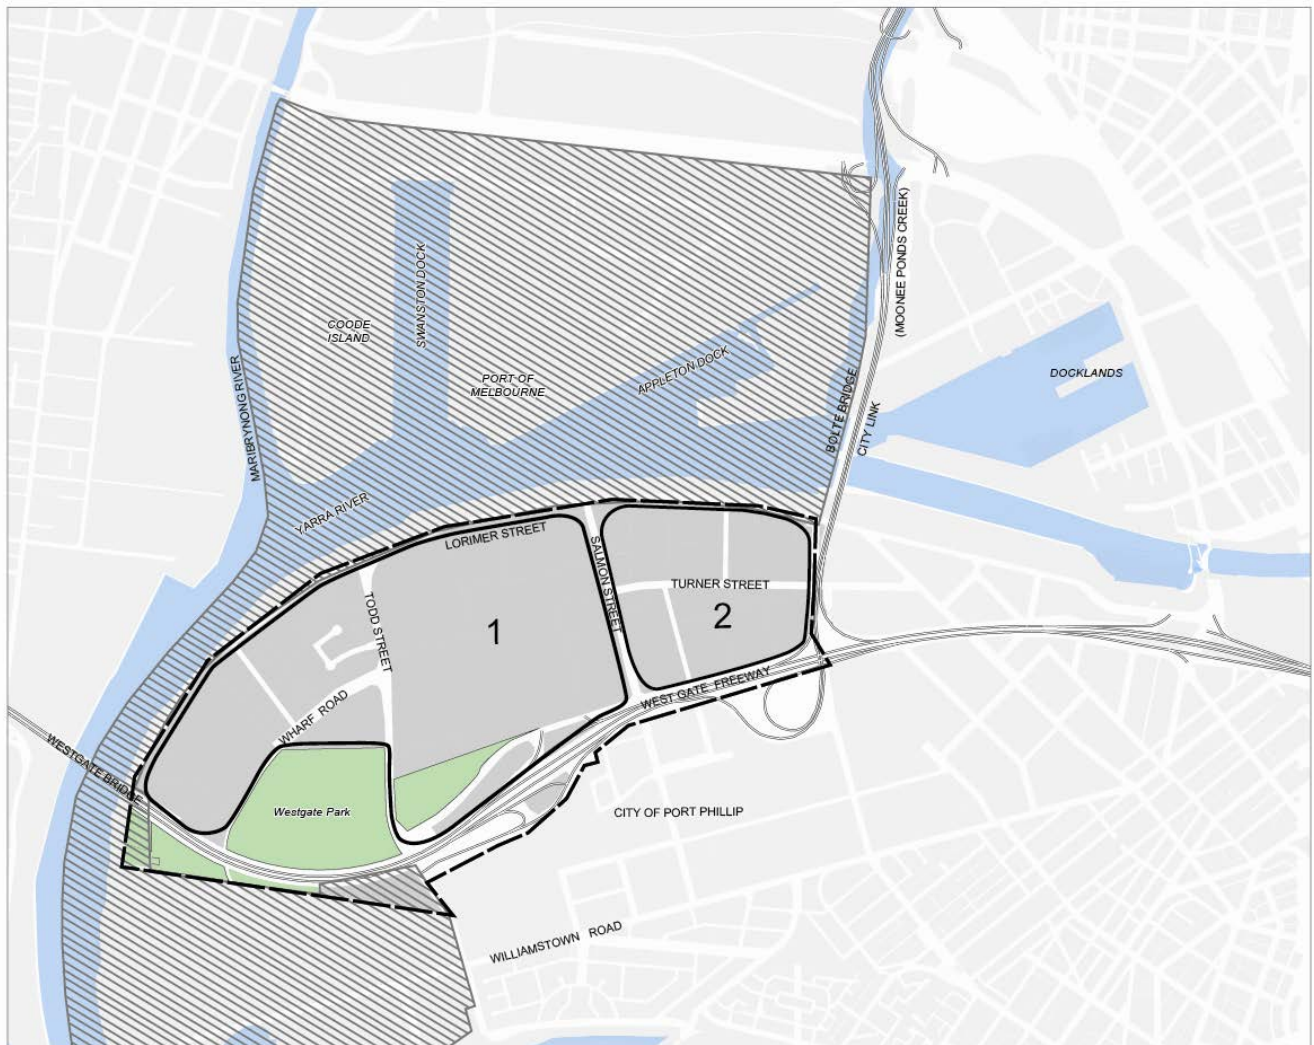 (MOONEE PONDS CREEK)
SWANSTON DOCK
COODE
ISLAND
PORT OF
MELBOURNE
APPLETON DOCK
DOCKLANDS
MARIBRYNONG RIVER
BOLTE BRIDGE
CITY LINK
YARRA RIVER
LORIMER STREET
SALMON STREET
TURNER STREET
TODD STREET
1
2
WHARF ROAD
WEST GATE FREEWAY
WESTGATE BRIDGE
Westgate Park
CITY OF PORT PHILLIP
WILLIAMSTOWN ROAD